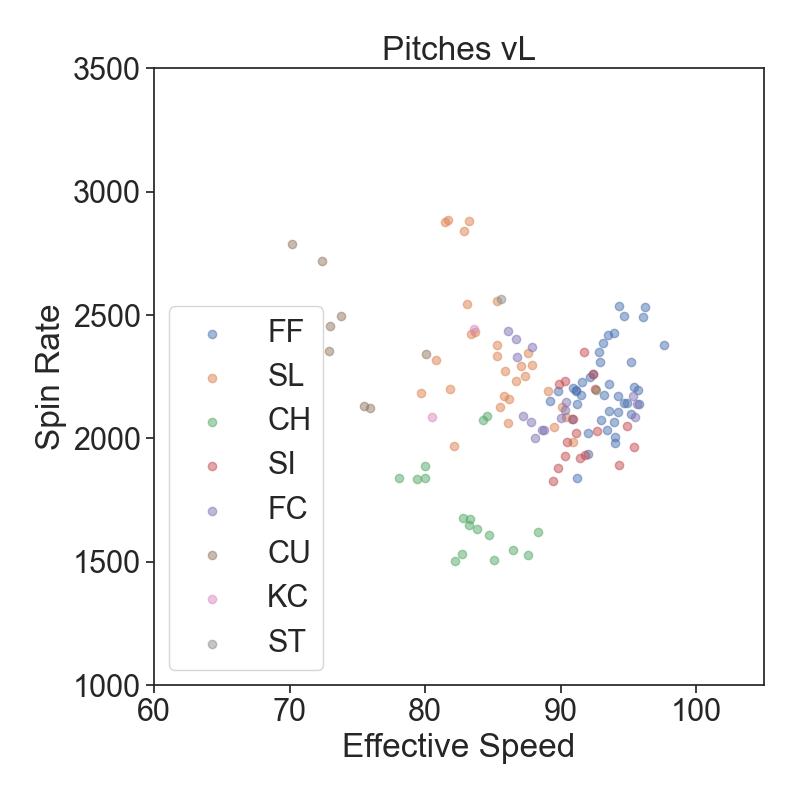 Pitches vL
3500
3000
2500
2000
1500
1000
Spin Rate
FF
SL
CH
SI
FC
CU
KC
ST
60 70 80 90 100
Effective Speed